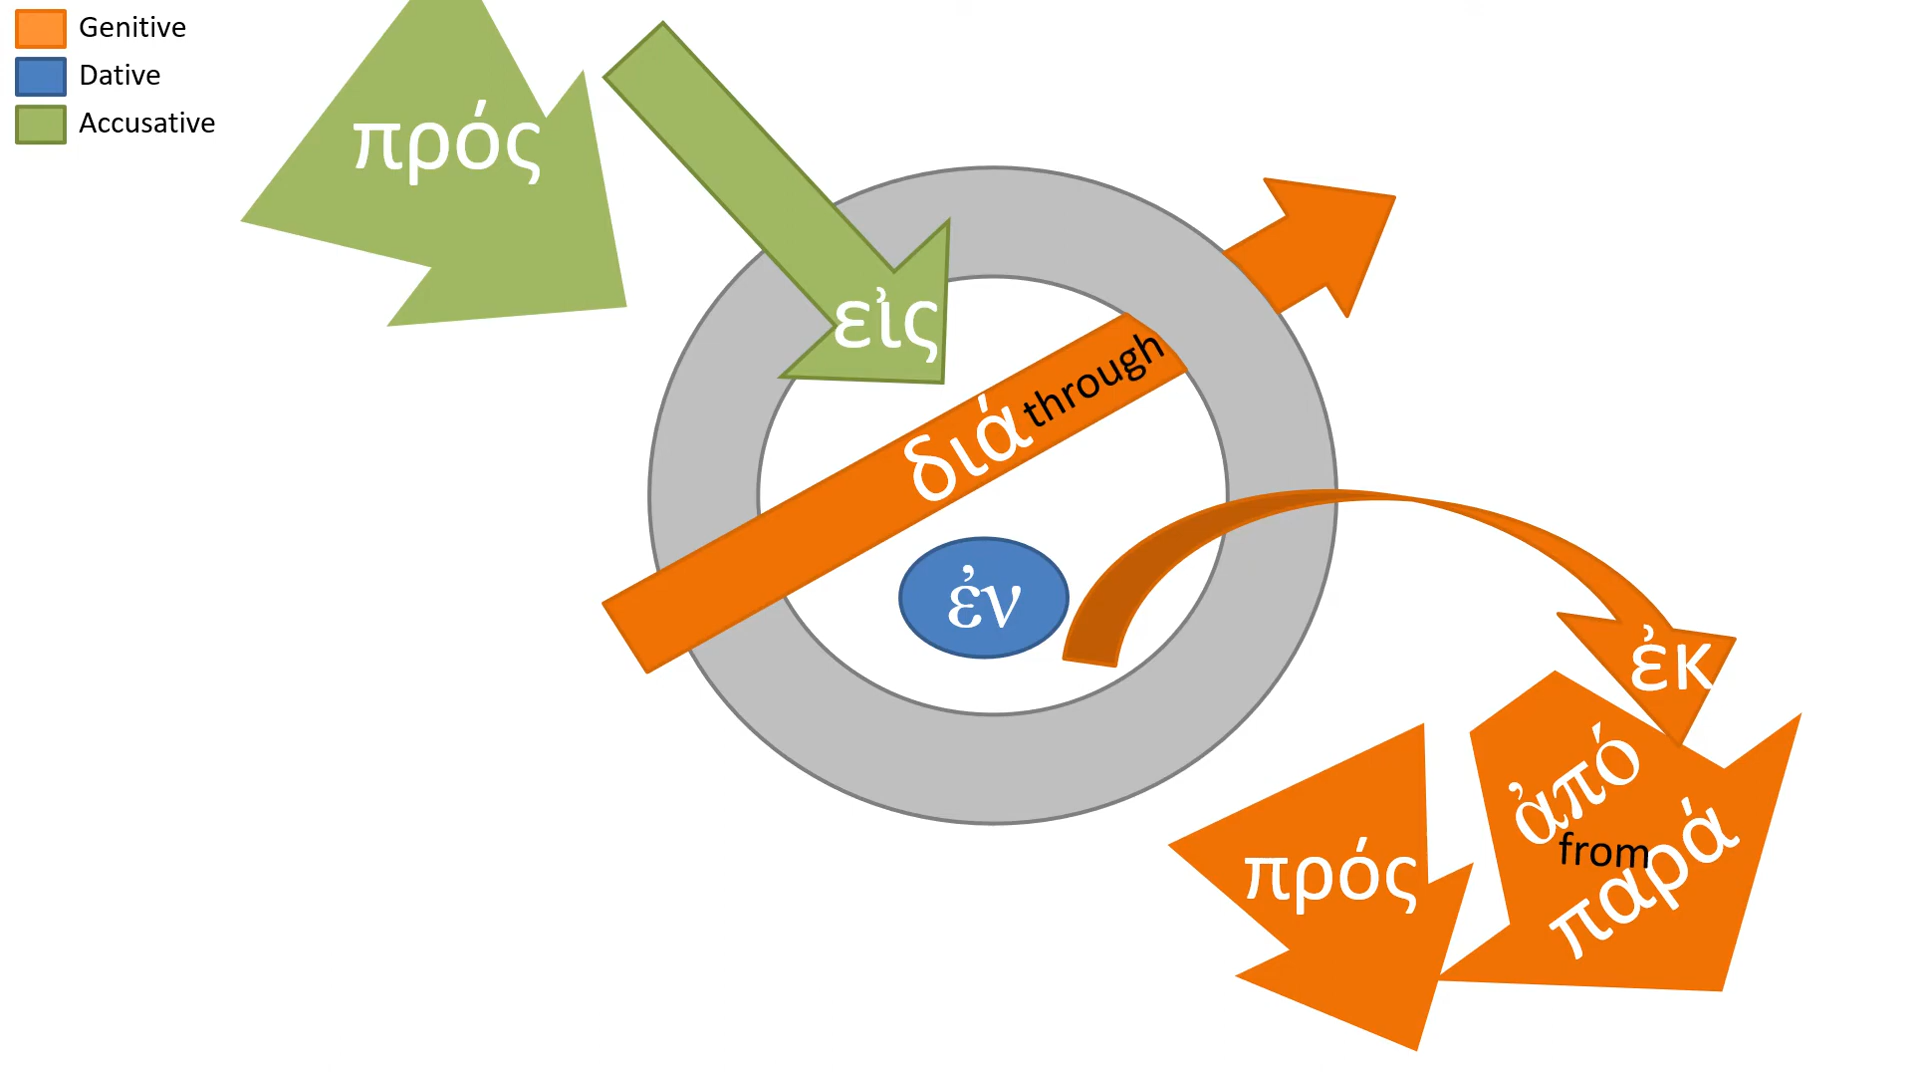 Genitive
Dative
Accusative
πρός
εἰς
διά through
ἐν
ἐκ
ἀπό
from
παρά
πρός